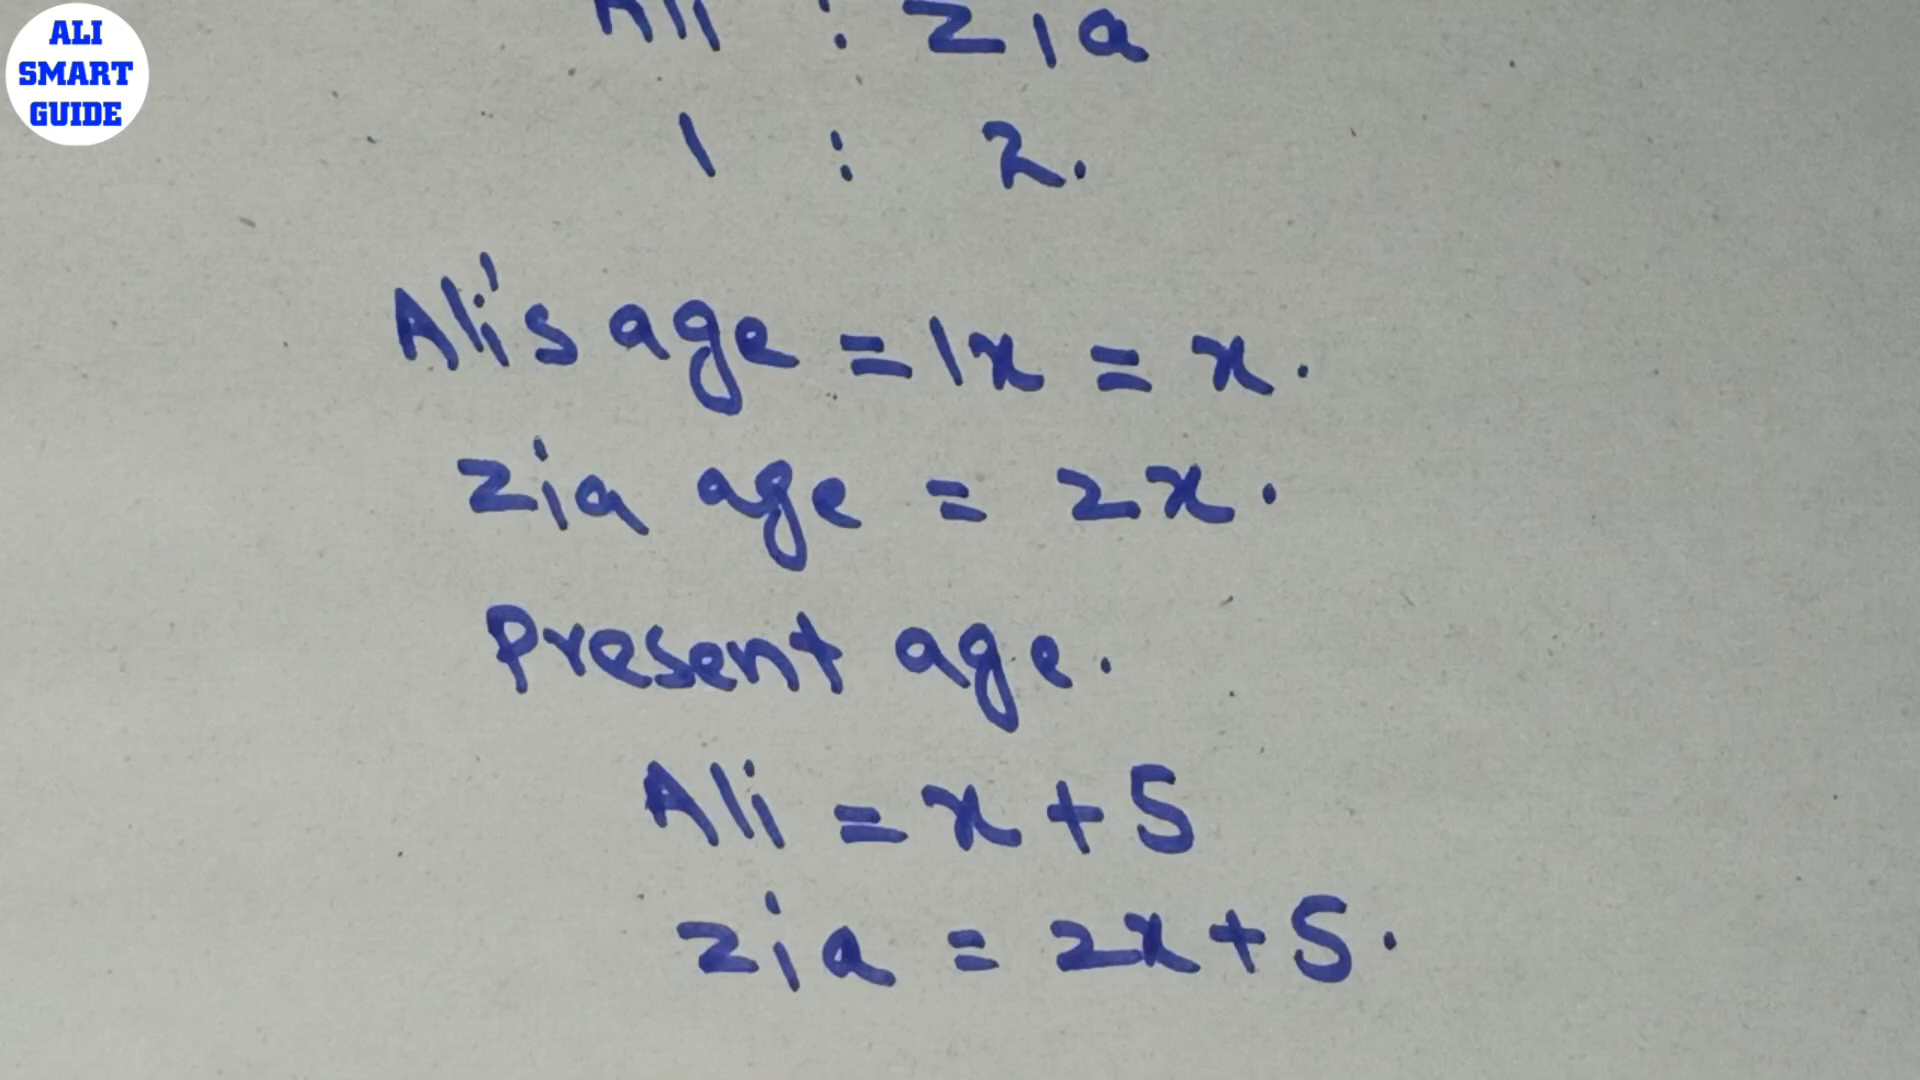 ALI
SMART
GUIDE
Ali : Zia
1 : 2.
Ali's age = 1x = x.
Zia age = 2x.
Present age.
Ali = x + 5
Zia = 2x + 5.